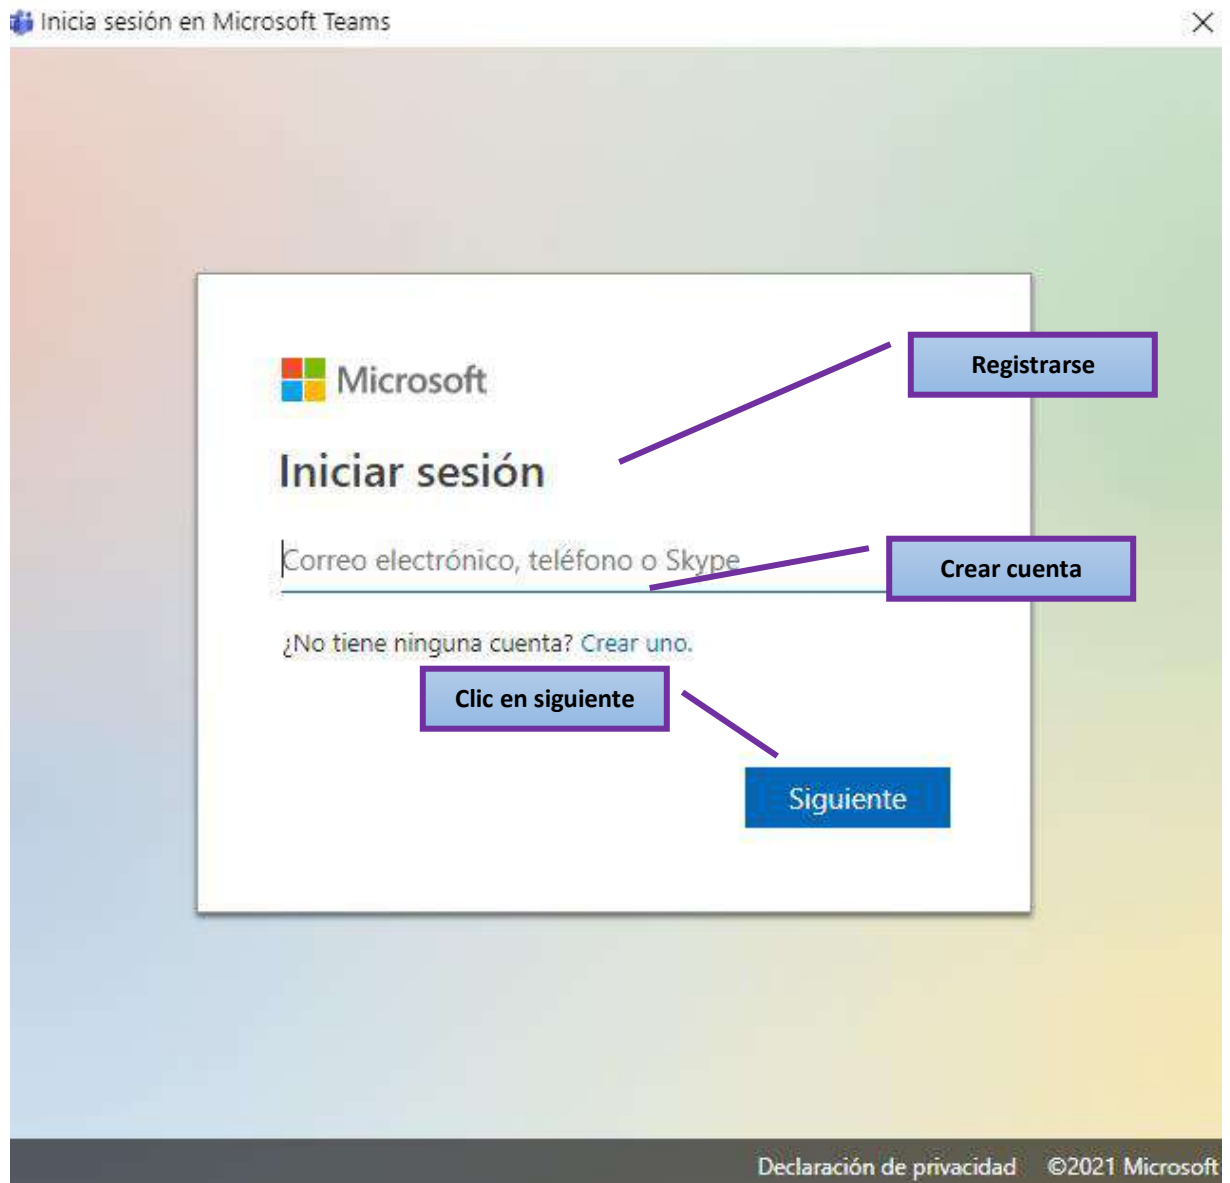 Inicia sesión en Microsoft Teams
Microsoft
Registrarse
Iniciar sesión
Correo electrónico, teléfono o Skype
Crear cuenta
¿No tiene ninguna cuenta? Crear uno.
Clic en siguiente
Siguiente
Declaración de privacidad ©2021 Microsoft